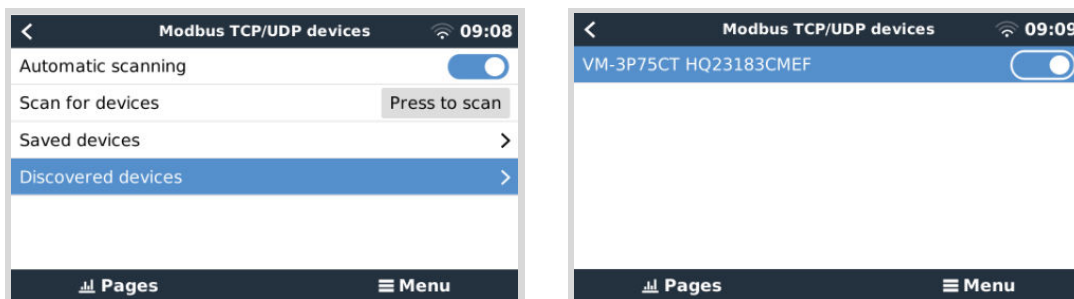 Modbus TCP/UDP devices 09:08
Automatic scanning
Scan for devices Press to scan
Saved devices
Discovered devices
Pages Menu
Modbus TCP/UDP devices 09:09
VM-3P75CT HQ23183CMEF
Pages Menu